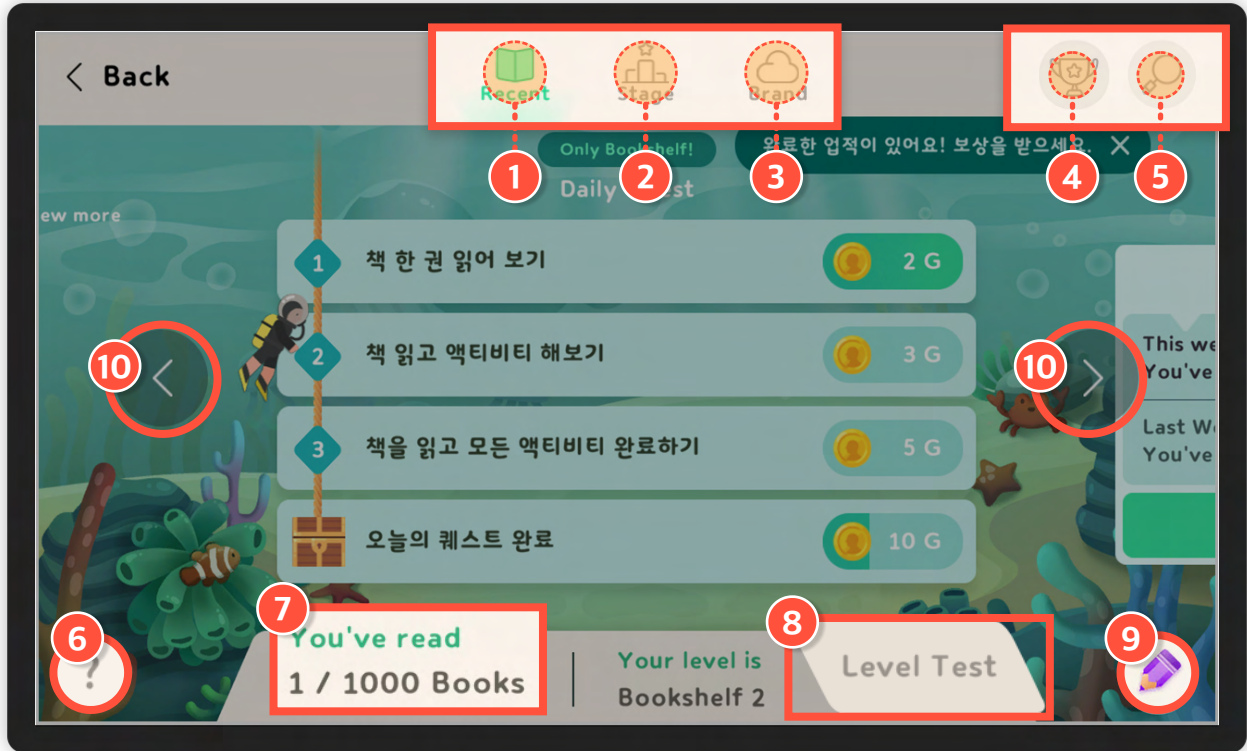 Back
Recent
Stage
Brand
1
2
3
4
5
Only Bookshelf!
완료한 업적이 있어요! 보상을 받으세요.
Daily
ew more
1 책 한 권 읽어 보기 2 G
2 책 읽고 액티비티 해보기 3 G
3 책을 읽고 모든 액티비티 완료하기 5 G
오늘의 퀘스트 완료 10 G
10
10
This we
You've
Last W
You've
6
?
7
You've read
1 / 1000 Books
Your level is
Bookshelf 2
8
Level Test
9